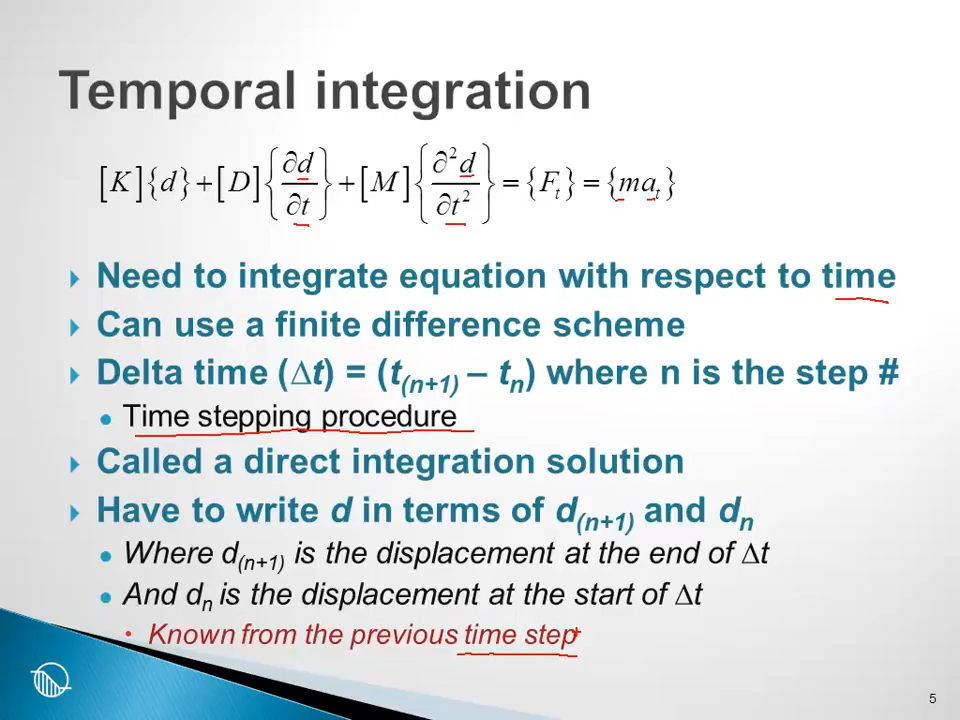 Temporal integration
[K]{d} + [D]{∂d/∂t} + [M]{∂²d/∂t²} = {Fₜ} = {maₜ}
Need to integrate equation with respect to time
Can use a finite difference scheme
Delta time (∆t) = (t(n+1) – tn) where n is the step #
Time stepping procedure
Called a direct integration solution
Have to write d in terms of d(n+1) and dn
Where d(n+1) is the displacement at the end of ∆t
And dn is the displacement at the start of ∆t
Known from the previous time step
5